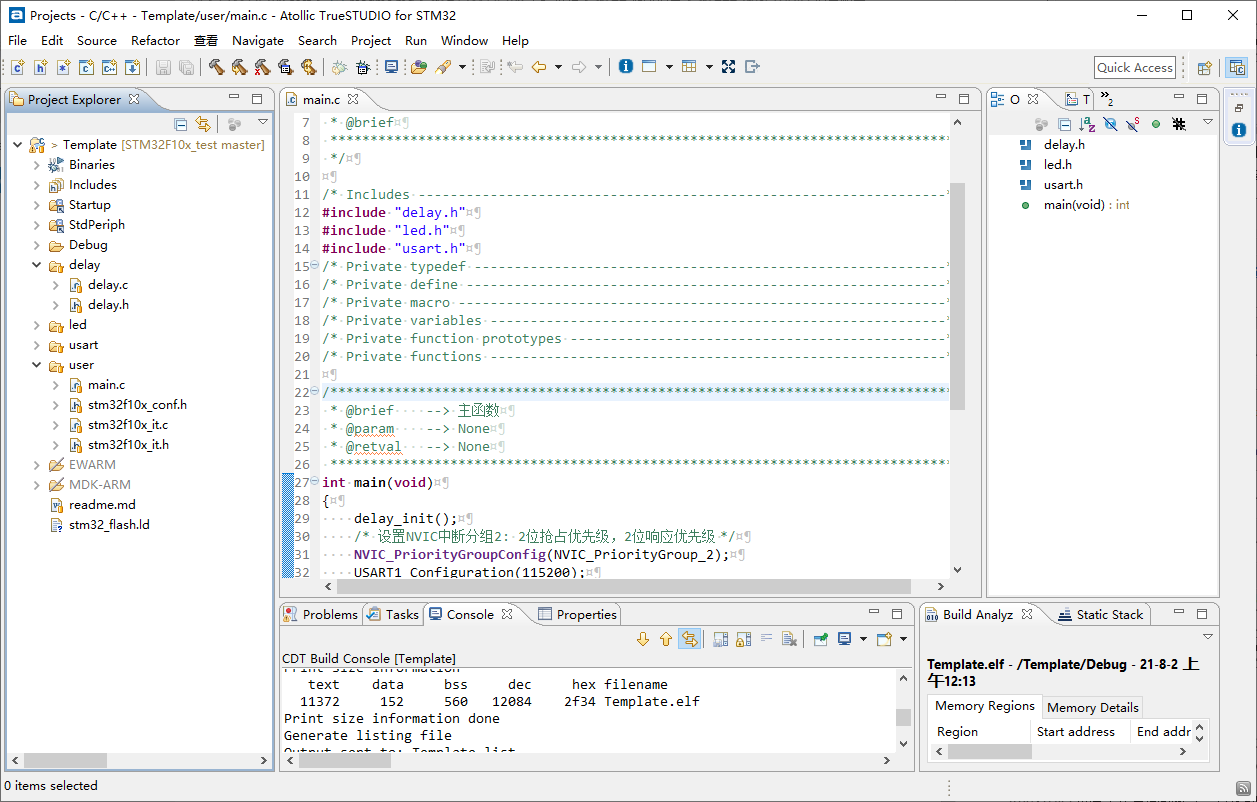 Projects - C/C++ - Template/user/main.c - Atollic TrueSTUDIO for STM32
File Edit Source Refactor 查看 Navigate Search Project Run Window Help
Quick Access
Project Explorer
> Template [STM32F10x_test master]
Binaries
Includes
Startup
StdPeriph
Debug
delay
delay.c
delay.h
led
usart
user
main.c
stm32f10x_conf.h
stm32f10x_it.c
stm32f10x_it.h
EWARM
MDK-ARM
readme.md
stm32_flash.ld
main.c
7 * @brief
8 ******************************************************************************
9 */
10
11 /* Includes ------------------------------------------------------------------*
12 #include "delay.h"
13 #include "led.h"
14 #include "usart.h"
15 /* Private typedef -----------------------------------------------------------*
16 /* Private define ------------------------------------------------------------*
17 /* Private macro -------------------------------------------------------------*
18 /* Private variables ---------------------------------------------------------*
19 /* Private function prototypes -----------------------------------------------*
20 /* Private functions ---------------------------------------------------------*
21
22 /******************************************************************************
23 * @brief --> 主函数
24 * @param --> None
25 * @retval --> None
26 ******************************************************************************
27 int main(void)
28 {
29 delay_init();
30 /* 设置NVIC中断分组2: 2位抢占优先级，2位响应优先级 */
31 NVIC_PriorityGroupConfig(NVIC_PriorityGroup_2);
32 USART1_Configuration(115200);
O
T
2
delay.h
led.h
usart.h
main(void) : int
Problems Tasks Console Properties
CDT Build Console [Template]
Print size information
text data bss dec hex filename
11372 152 560 12084 2f34 Template.elf
Print size information done
Generate listing file
Output sent to: Template.list
Build Analyz Static Stack
Template.elf - /Template/Debug - 21-8-2 上
午12:13
Memory Regions Memory Details
Region Start address End addr
0 items selected